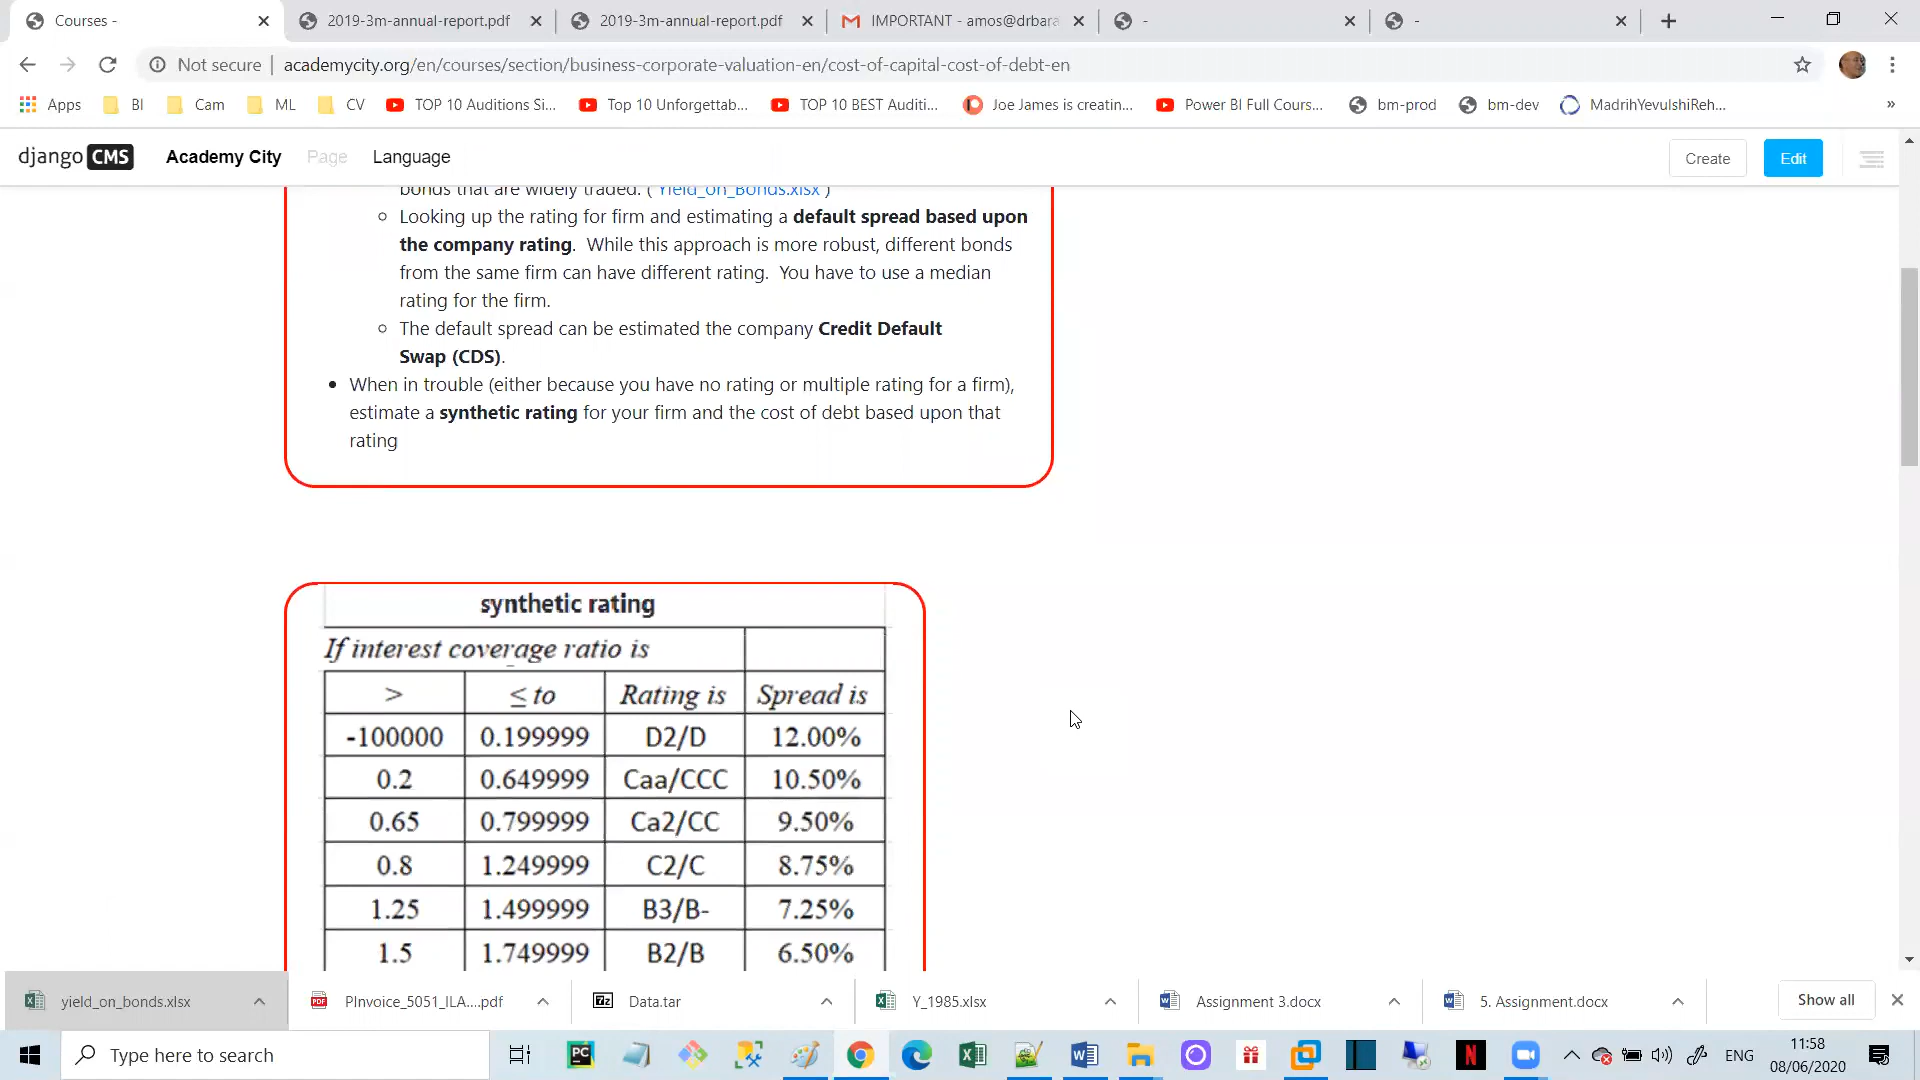 Courses -
2019-3m-annual-report.pdf
2019-3m-annual-report.pdf
IMPORTANT - amos@drbara
-
-
Not secure
academycity.org/en/courses/section/business-corporate-valuation-en/cost-of-capital-cost-of-debt-en
Apps
BI
Cam
ML
CV
TOP 10 Auditions Si...
Top 10 Unforgettab...
TOP 10 BEST Auditi...
Joe James is creatin...
Power BI Full Cours...
bm-prod
bm-dev
MadrihYevulshiReh...
»
django CMS
Academy City
Page
Language
Create
Edit
bonds that are widely traded. ( Yield_on_Bonds.xlsx )
Looking up the rating for firm and estimating a default spread based upon
the company rating. While this approach is more robust, different bonds
from the same firm can have different rating. You have to use a median
rating for the firm.
The default spread can be estimated the company Credit Default
Swap (CDS).
When in trouble (either because you have no rating or multiple rating for a firm),
estimate a synthetic rating for your firm and the cost of debt based upon that
rating
synthetic rating
If interest coverage ratio is
> ≤ to Rating is Spread is
-100000 0.199999 D2/D 12.00%
0.2 0.649999 Caa/CCC 10.50%
0.65 0.799999 Ca2/CC 9.50%
0.8 1.249999 C2/C 8.75%
1.25 1.499999 B3/B- 7.25%
1.5 1.749999 B2/B 6.50%
yield_on_bonds.xlsx
PInvoice_5051_ILA....pdf
Data.tar
Y_1985.xlsx
Assignment 3.docx
5. Assignment.docx
Show all
Type here to search
ENG
11:58
08/06/2020